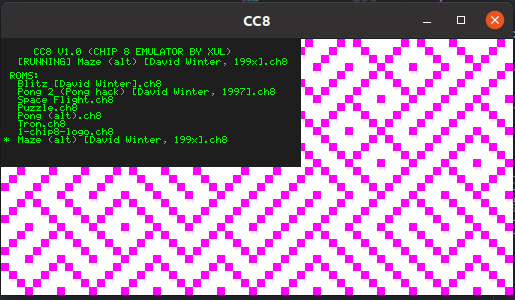 CC8
CC8 V1.0 (CHIP 8 EMULATOR BY XUL)
[RUNNING] Maze (alt) [David Winter, 199x].ch8
ROMS:
Blitz [David Winter].ch8
Pong 2 (Pong hack) [David Winter, 1997].ch8
Space Flight.ch8
Puzzle.ch8
Pong (alt).ch8
Tron.ch8
1-chip8-logo.ch8
* Maze (alt) [David Winter, 199x].ch8